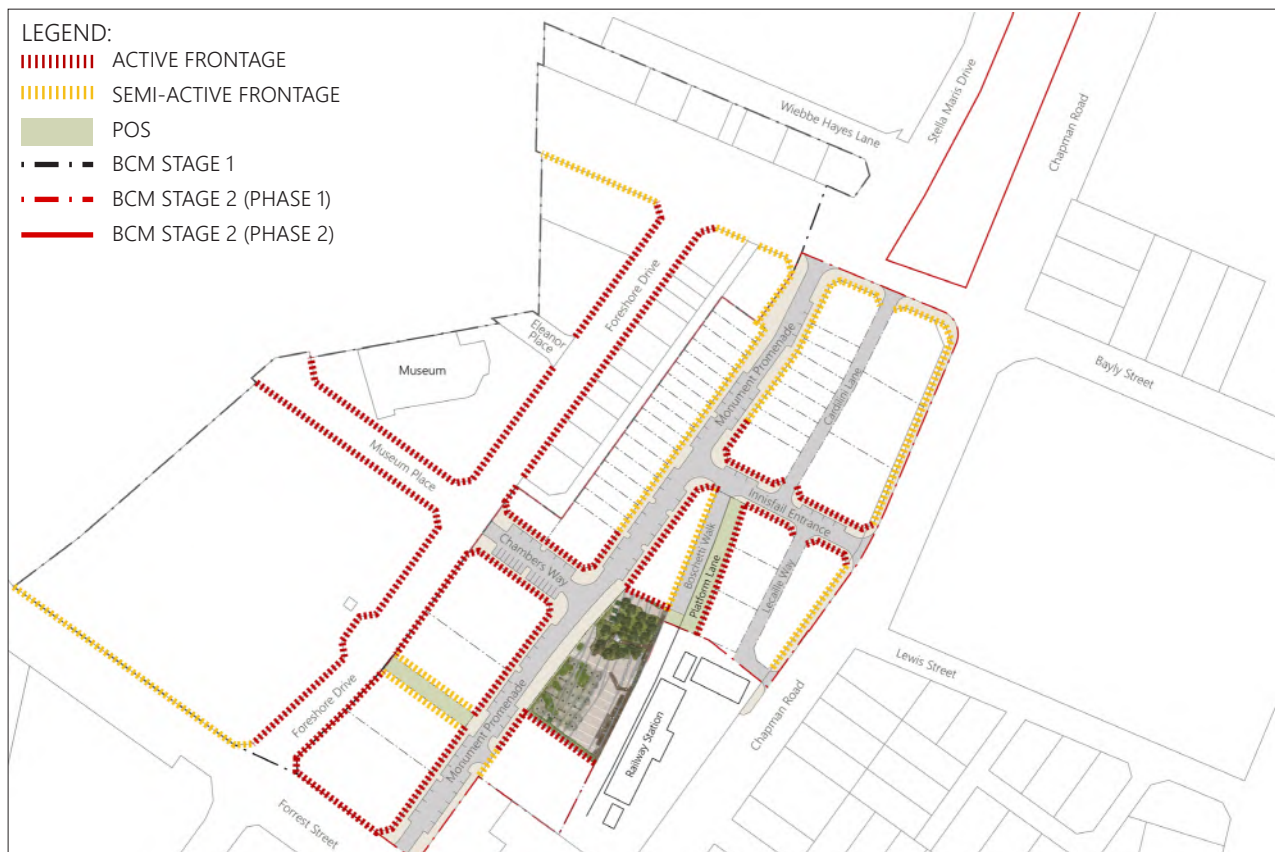 LEGEND:
ACTIVE FRONTAGE
SEMI-ACTIVE FRONTAGE
POS
BCM STAGE 1
BCM STAGE 2 (PHASE 1)
BCM STAGE 2 (PHASE 2)
Wiebbe Hayes Lane
Stella Maris Drive
Chapman Road
Foreshore Drive
Eleanor
Place
Museum
Monument Promenade
Cardilini Lane
Bayly Street
Museum Place
Innisfail Entrance
Chambers Way
Boschetti Walk
Platform Lane
Lecaille Way
Lewis Street
Foreshore Drive
Monument Promenade
Railway Station
Chapman Road
Forrest Street